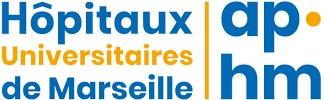 Hôpitaux
Universitaires
de Marseille
ap·
hm